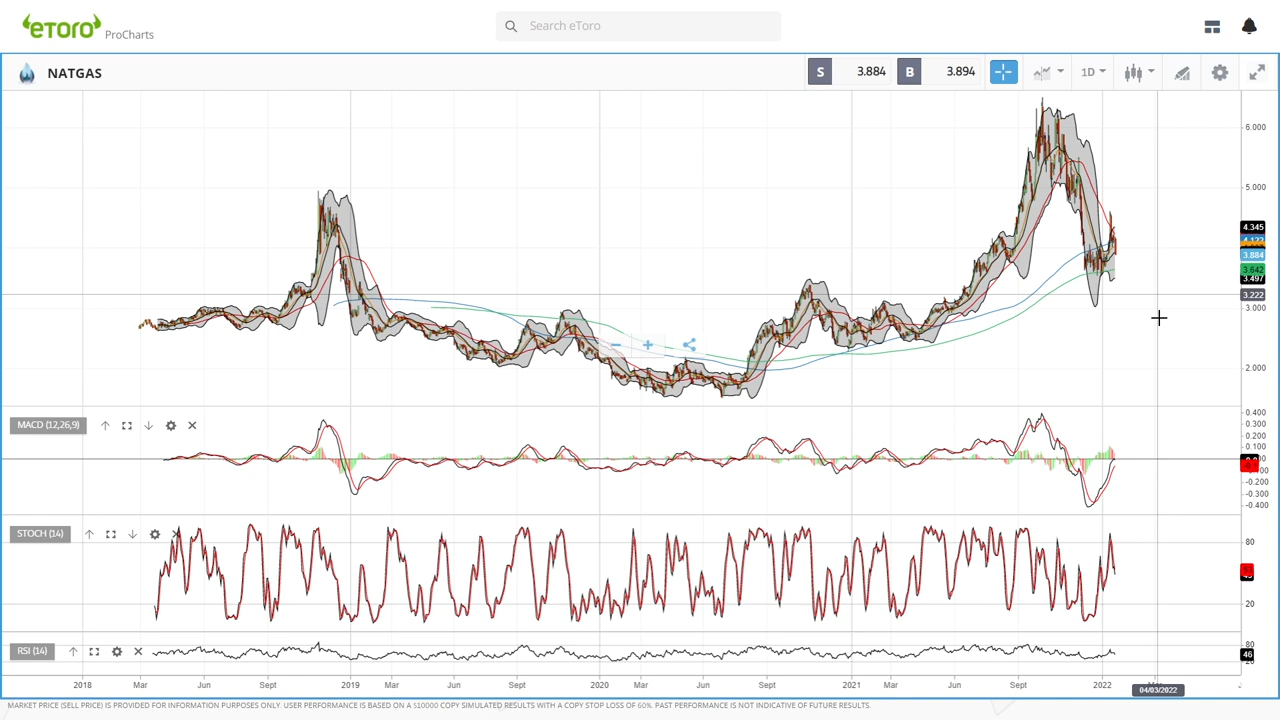 eToro ProCharts
Search eToro
NATGAS
S 3.884 B 3.894 1D
6.000
5.000
4.345
3.884
3.642
3.497
3.222
3.000
2.000
MACD (12,26,9)
0.400
0.300
0.200
0.100
-0.200
-0.300
-0.400
STOCH (14)
80
20
RSI (14)
80
46
2018 Mar Jun Sept 2019 Mar Jun Sept 2020 Mar Jun Sept 2021 Mar Jun Sept 2022
04/03/2022
MARKET PRICE (SELL PRICE) IS PROVIDED FOR INFORMATION PURPOSES ONLY. USER PERFORMANCE IS BASED ON A $10000 COPY SIMULATED RESULTS WITH A COPY STOP LOSS OF 60%. PAST PERFORMANCE IS NOT INDICATIVE OF FUTURE RESULTS.